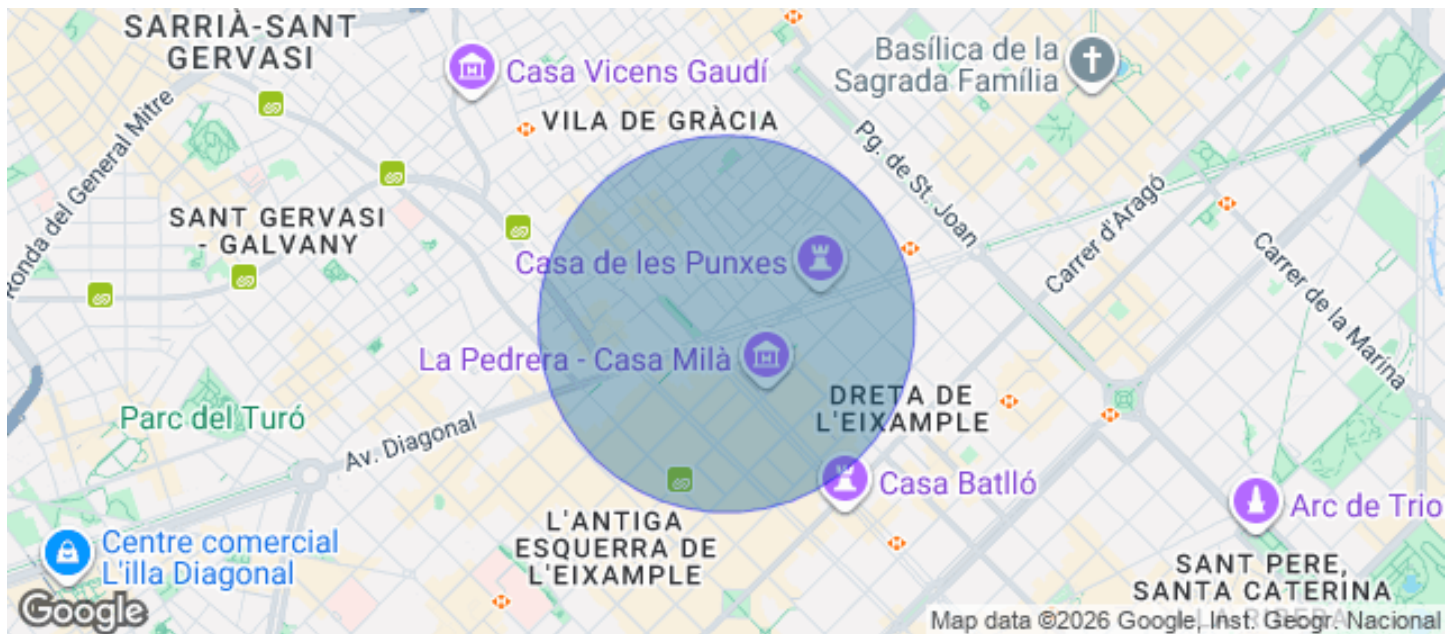 SARRIÀ-SANT
GERVASI
Casa Vicens Gaudí
Basílica de la
Sagrada Família
VILA DE GRÀCIA
Ronda del General Mitre
Pg. de St. Joan
Carrer d'Aragó
SANT GERVASI
- GALVANY
Casa de les Punxes
Carrer de la Marina
La Pedrera - Casa Milà
DRETA DE
L'EIXAMPLE
Parc del Turó
Av. Diagonal
Casa Batlló
Arc de Trio
L'ANTIGA
ESQUERRA DE
L'EIXAMPLE
Centre comercial
L'illa Diagonal
SANT PERE,
SANTA CATERINA
Google
Map data ©2026 Google, Inst. Geogr. Nacional